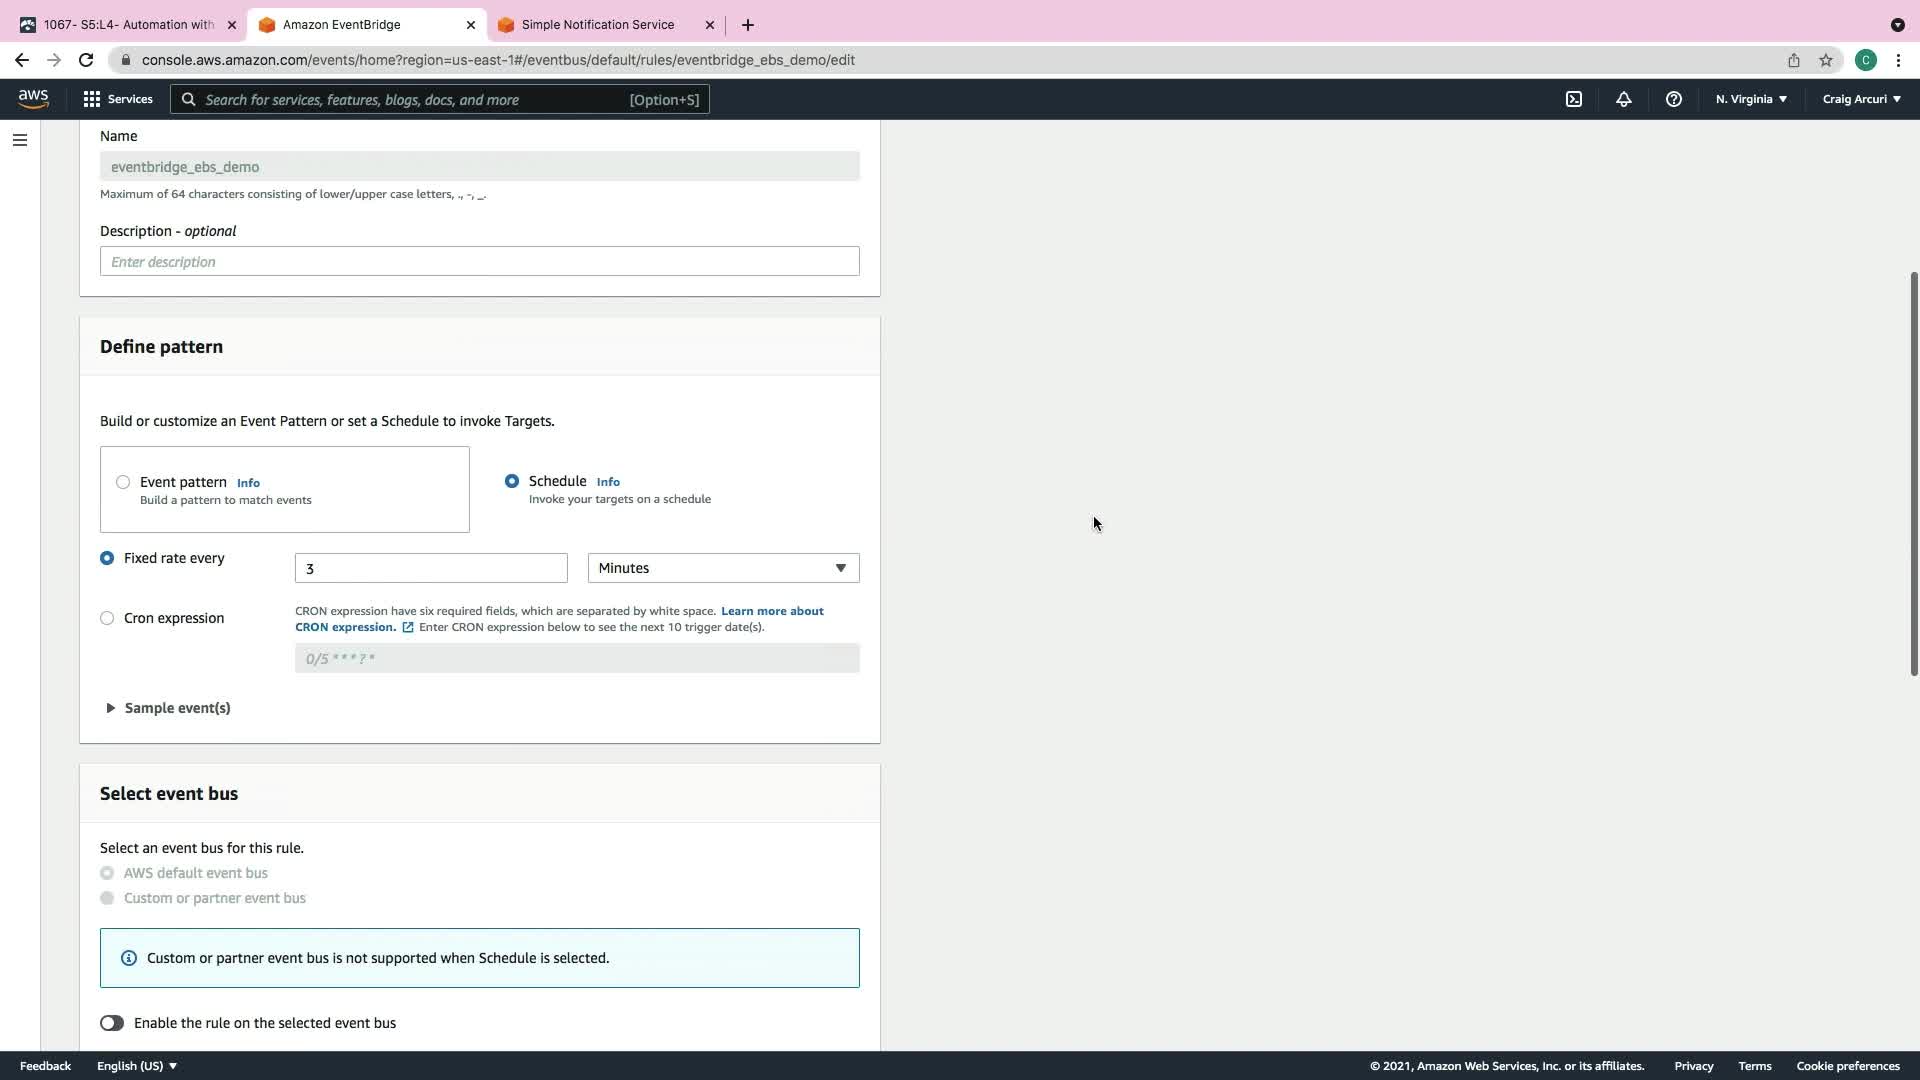 1067- S5:L4- Automation with
Amazon EventBridge
Simple Notification Service
console.aws.amazon.com/events/home?region=us-east-1#/eventbus/default/rules/eventbridge_ebs_demo/edit
C
aws
Services
Search for services, features, blogs, docs, and more
[Option+S]
N. Virginia
Craig Arcuri
Name
eventbridge_ebs_demo
Maximum of 64 characters consisting of lower/upper case letters, ., -, _.
Description - optional
Enter description
Define pattern
Build or customize an Event Pattern or set a Schedule to invoke Targets.
Event pattern Info
Build a pattern to match events
Schedule Info
Invoke your targets on a schedule
Fixed rate every
3
Minutes
Cron expression
CRON expression have six required fields, which are separated by white space. Learn more about
CRON expression. Enter CRON expression below to see the next 10 trigger date(s).
0/5 * * * ? *
Sample event(s)
Select event bus
Select an event bus for this rule.
AWS default event bus
Custom or partner event bus
Custom or partner event bus is not supported when Schedule is selected.
Enable the rule on the selected event bus
Feedback
English (US)
© 2021, Amazon Web Services, Inc. or its affiliates.
Privacy
Terms
Cookie preferences